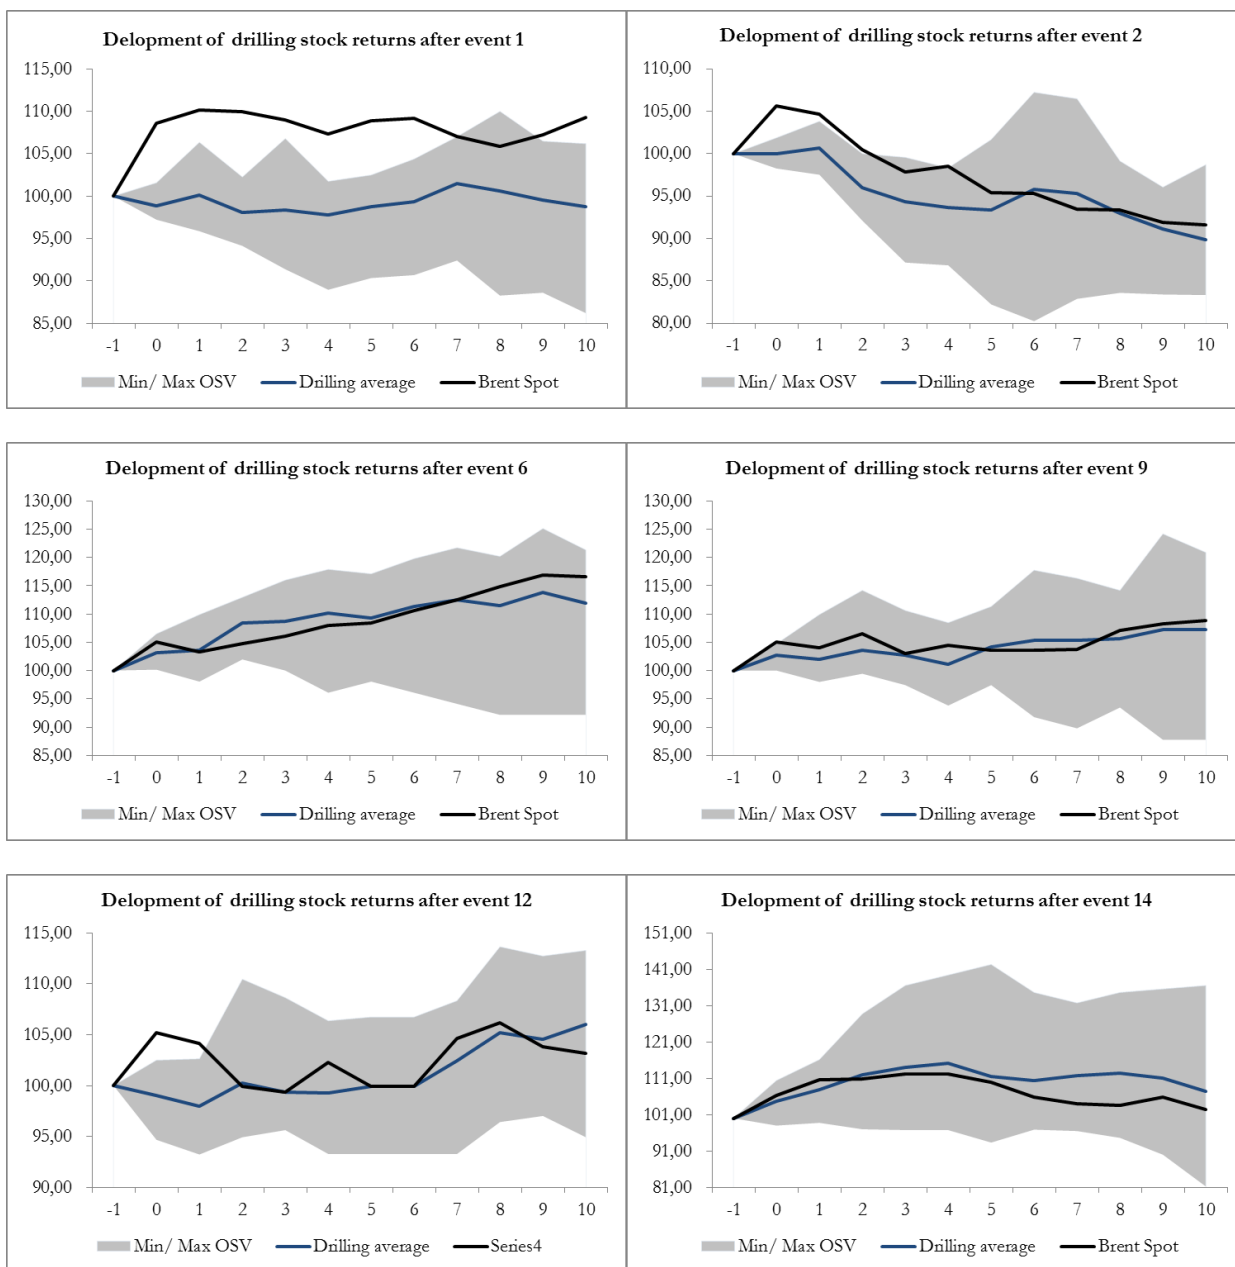 Delopment of drilling stock returns after event 1
115,00
110,00
105,00
100,00
95,00
90,00
85,00
-1 0 1 2 3 4 5 6 7 8 9 10
Min/ Max OSV Drilling average Brent Spot
Delopment of drilling stock returns after event 2
110,00
105,00
100,00
95,00
90,00
85,00
80,00
-1 0 1 2 3 4 5 6 7 8 9 10
Min/ Max OSV Drilling average Brent Spot
Delopment of drilling stock returns after event 6
130,00
125,00
120,00
115,00
110,00
105,00
100,00
95,00
90,00
85,00
-1 0 1 2 3 4 5 6 7 8 9 10
Min/ Max OSV Drilling average Brent Spot
Delopment of drilling stock returns after event 9
130,00
125,00
120,00
115,00
110,00
105,00
100,00
95,00
90,00
85,00
-1 0 1 2 3 4 5 6 7 8 9 10
Min/ Max OSV Drilling average Brent Spot
Delopment of drilling stock returns after event 12
115,00
110,00
105,00
100,00
95,00
90,00
-1 0 1 2 3 4 5 6 7 8 9 10
Min/ Max OSV Drilling average Series4
Delopment of drilling stock returns after event 14
151,00
141,00
131,00
121,00
111,00
101,00
91,00
81,00
-1 0 1 2 3 4 5 6 7 8 9 10
Min/ Max OSV Drilling average Brent Spot